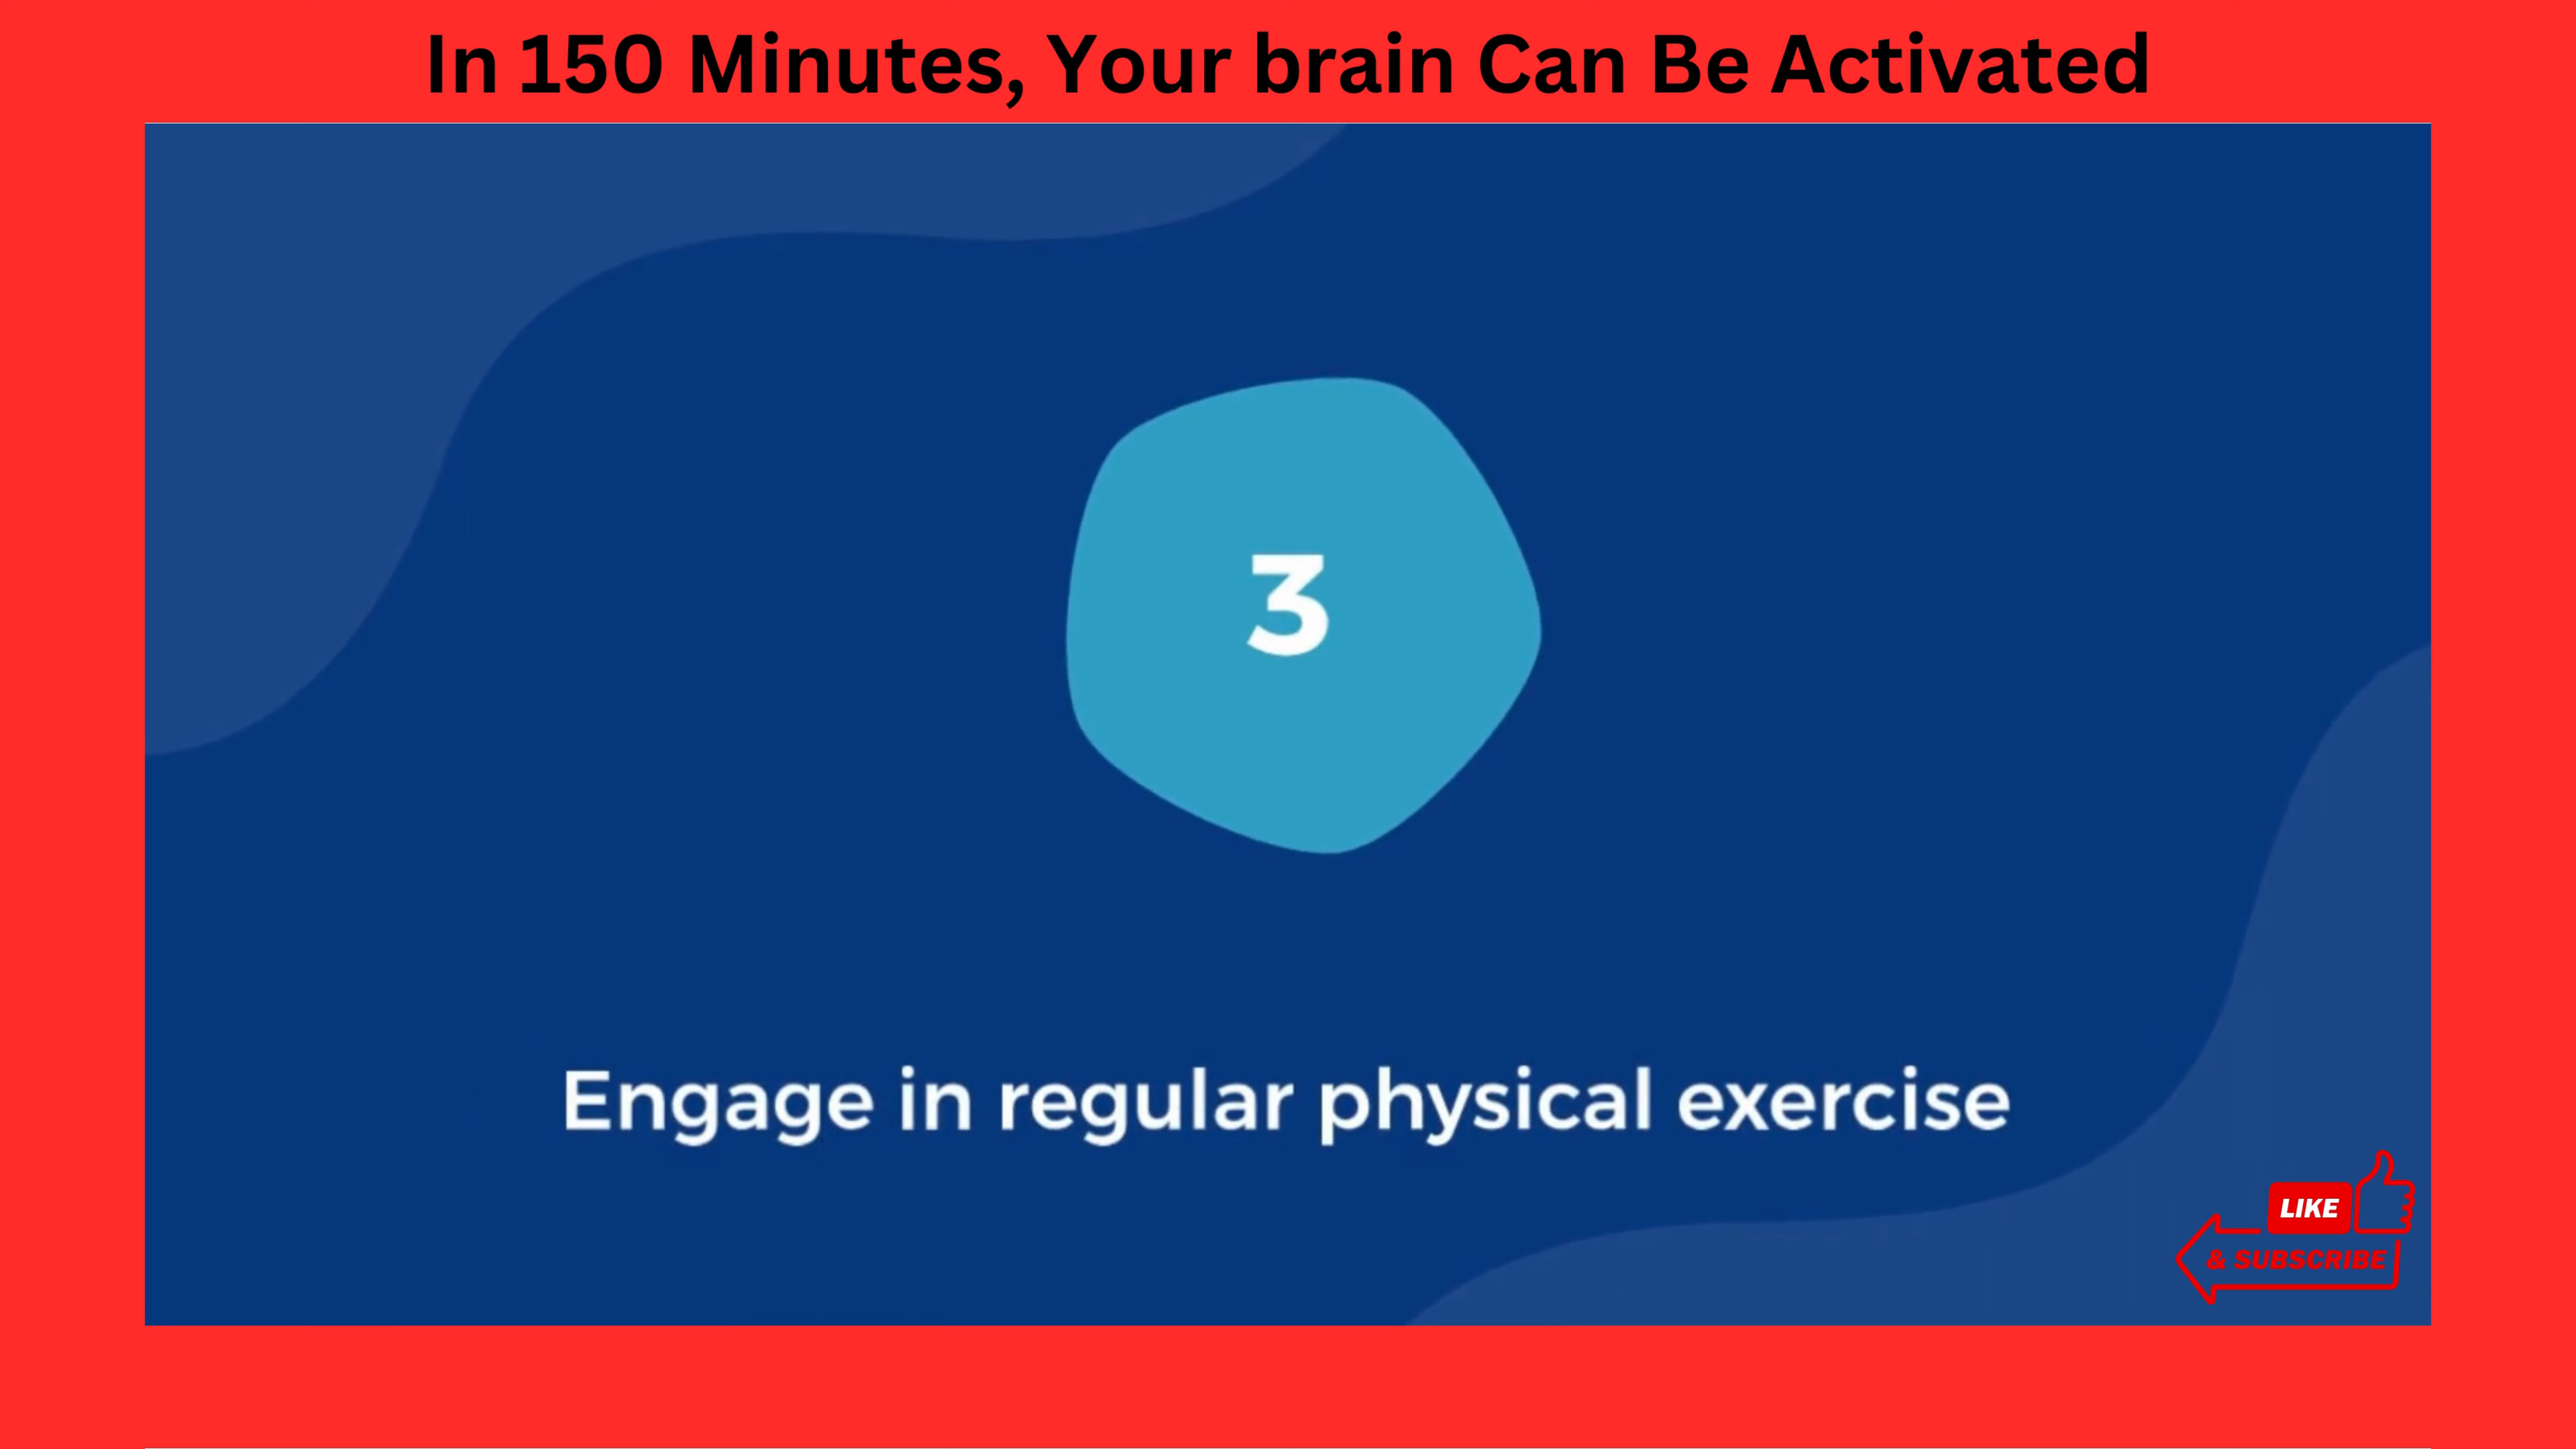 In 150 Minutes, Your brain Can Be Activated
3
Engage in regular physical exercise
LIKE
& SUBSCRIBE